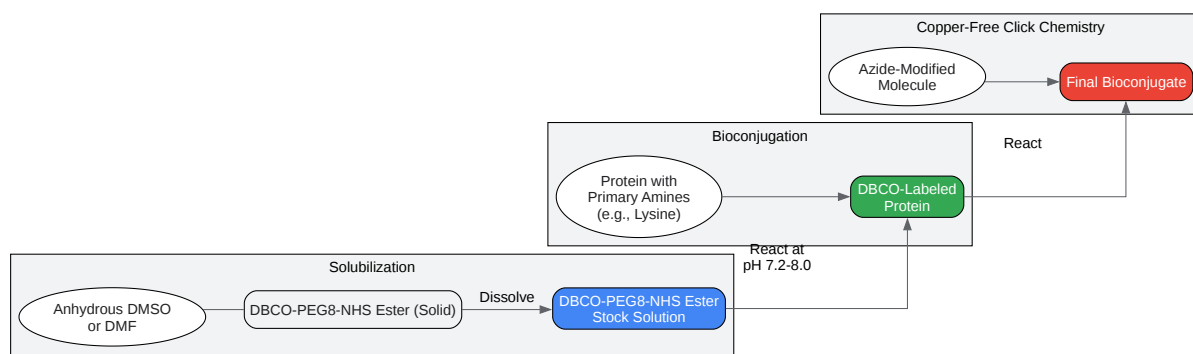 Copper-Free Click Chemistry
Azide-Modified
Molecule
Final Bioconjugate
Bioconjugation
React
Protein with
Primary Amines
(e.g., Lysine)
DBCO-Labeled
Protein
React at
pH 7.2-8.0
Solubilization
Anhydrous DMSO
or DMF
DBCO-PEG8-NHS Ester (Solid)
Dissolve
DBCO-PEG8-NHS Ester
Stock Solution